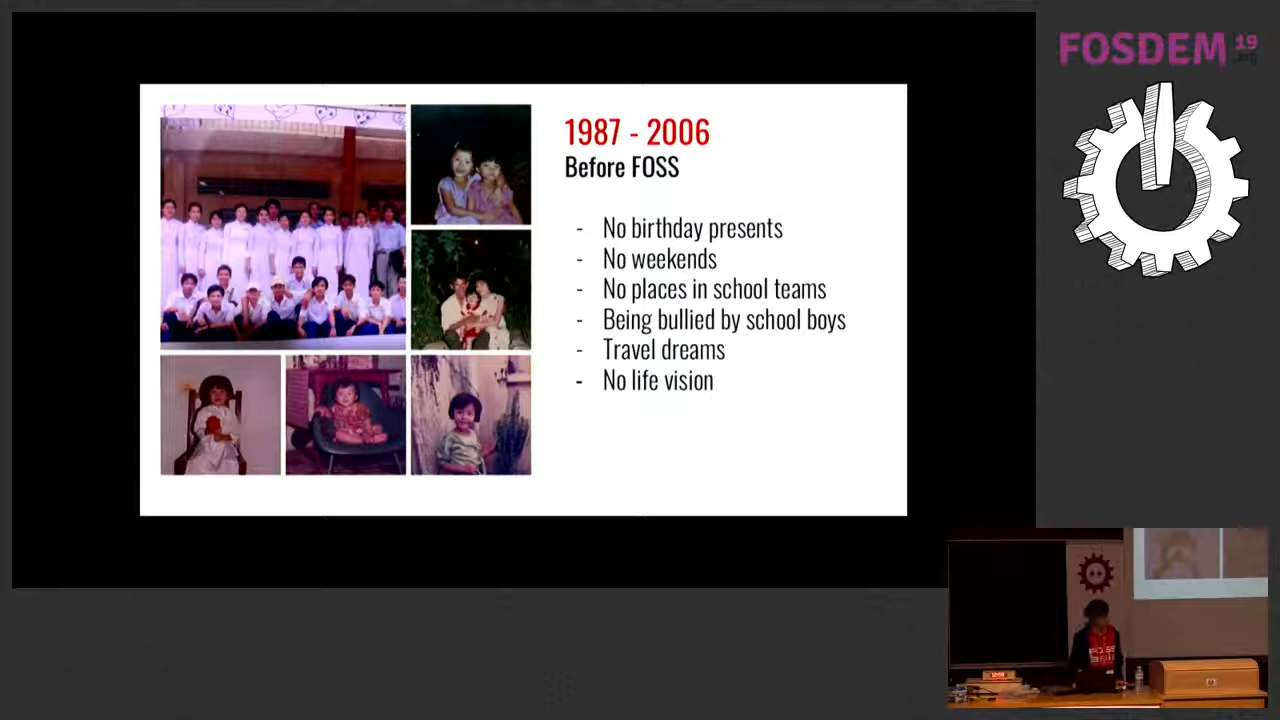 FOSDEM 19
.org
1987 - 2006
Before FOSS
- No birthday presents
- No weekends
- No places in school teams
- Being bullied by school boys
- Travel dreams
- No life vision